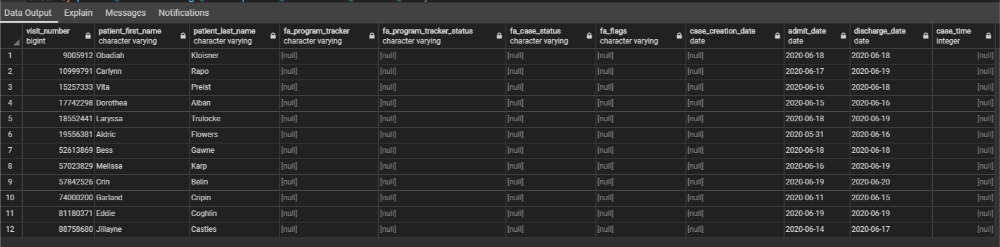 Data Output Explain Messages Notifications
visit_number patient_first_name patient_last_name fa_program_tracker fa_program_tracker_status fa_case_status fa_flags case_creation_date admit_date discharge_date case_time
bigint character varying character varying character varying character varying character varying character varying date date date integer
1 9005912 Obadiah Kloisner [null] [null] [null] [null] [null] 2020-06-18 2020-06-18 [null]
2 10999791 Carlynn Rapo [null] [null] [null] [null] [null] 2020-06-17 2020-06-19 [null]
3 15257333 Vita Preist [null] [null] [null] [null] [null] 2020-06-16 2020-06-18 [null]
4 17742298 Dorothea Alban [null] [null] [null] [null] [null] 2020-06-15 2020-06-16 [null]
5 18552441 Laryssa Trulocke [null] [null] [null] [null] [null] 2020-06-18 2020-06-19 [null]
6 19556381 Aldric Flowers [null] [null] [null] [null] [null] 2020-05-31 2020-06-16 [null]
7 52613869 Bess Gawne [null] [null] [null] [null] [null] 2020-06-18 2020-06-18 [null]
8 57023829 Melissa Karp [null] [null] [null] [null] [null] 2020-06-16 2020-06-19 [null]
9 57842526 Crin Belin [null] [null] [null] [null] [null] 2020-06-19 2020-06-20 [null]
10 74000200 Garland Cripin [null] [null] [null] [null] [null] 2020-06-11 2020-06-15 [null]
11 81180371 Eddie Coghlin [null] [null] [null] [null] [null] 2020-06-19 2020-06-19 [null]
12 88758680 Jillayne Castles [null] [null] [null] [null] [null] 2020-06-14 2020-06-17 [null]